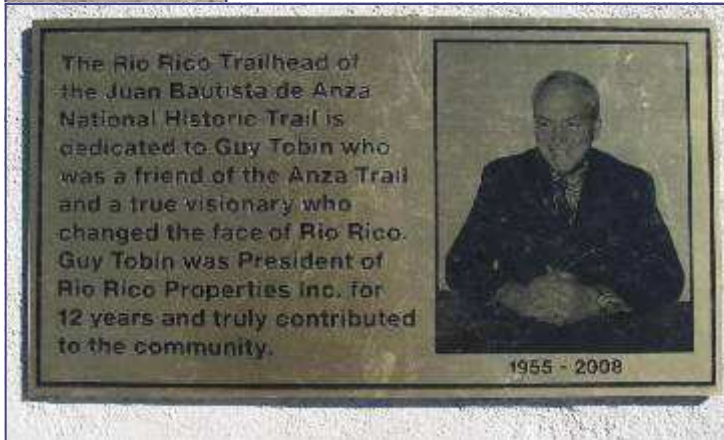 The Rio Rico Trailhead of
the Juan Bautista de Anza
National Historic Trail is
dedicated to Guy Tobin who
was a friend of the Anza Trail
and a true visionary who
changed the face of Rio Rico.
Guy Tobin was President of
Rio Rico Properties Inc. for
12 years and truly contributed
to the community.
1955 - 2008